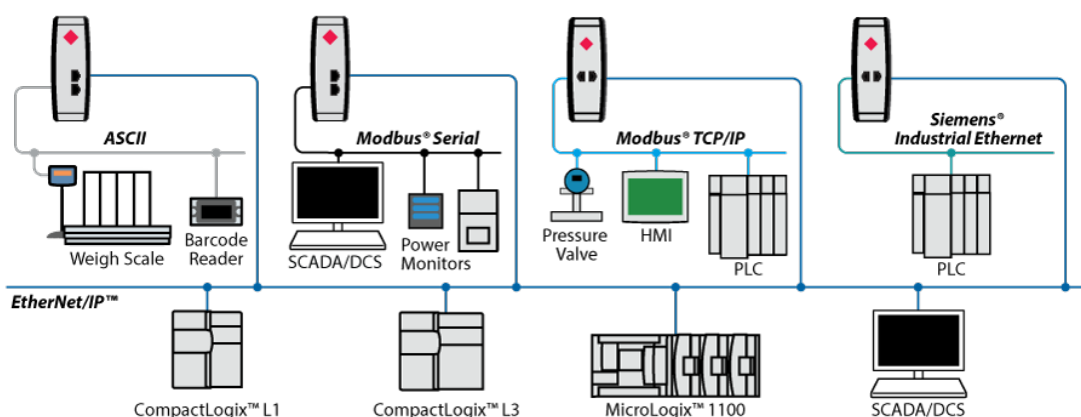 ASCII
Modbus® Serial
Modbus® TCP/IP
Siemens®
Industrial Ethernet
Weigh Scale
Barcode
Reader
SCADA/DCS
Power
Monitors
Pressure
Valve
HMI
PLC
PLC
EtherNet/IP™
CompactLogix™ L1
CompactLogix™ L3
MicroLogix™ 1100
SCADA/DCS